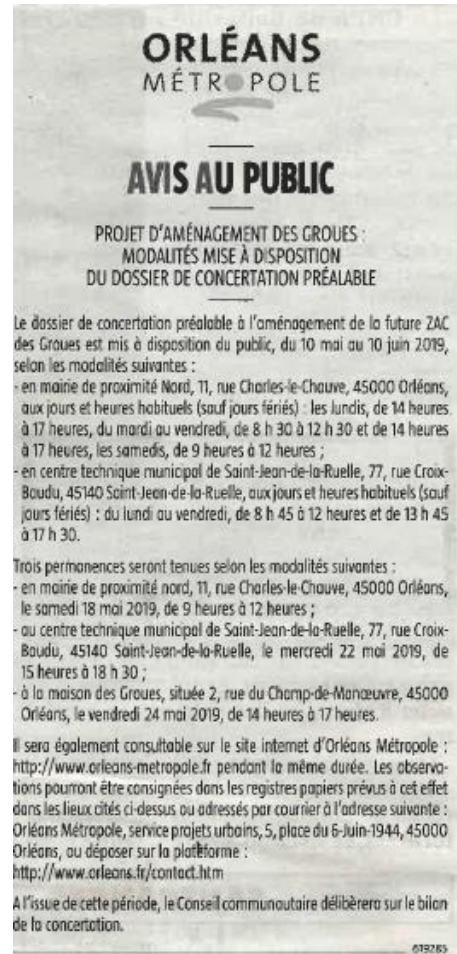 ORLÉANS
MÉTROPOLE
AVIS AU PUBLIC
PROJET D'AMÉNAGEMENT DES GROUES :
MODALITÉS MISE À DISPOSITION
DU DOSSIER DE CONCERTATION PRÉALABLE
Le dossier de concertation préalable à l'aménagement de la future ZAC
des Groues est mis à disposition du public, du 10 mai au 10 juin 2019,
selon les modalités suivantes :
- en mairie de proximité Nord, 11, rue Charles-le-Chauve, 45000 Orléans,
aux jours et heures habituels (sauf jours fériés) : les lundis, de 14 heures
à 17 heures, du mardi au vendredi, de 8 h 30 à 12 h 30 et de 14 heures
à 17 heures, les samedis, de 9 heures à 12 heures ;
- en centre technique municipal de Saint-Jean-de-la-Ruelle, 77, rue Croix-
Baudu, 45140 Saint-Jean-de-la-Ruelle, aux jours et heures habituels (sauf
jours fériés) : du lundi au vendredi, de 8 h 45 à 12 heures et de 13 h 45
à 17 h 30.
Trois permanences seront tenues selon les modalités suivantes :
- en mairie de proximité nord, 11, rue Charles-le-Chauve, 45000 Orléans,
le samedi 18 mai 2019, de 9 heures à 12 heures ;
- au centre technique municipal de Saint-Jean-de-la-Ruelle, 77, rue Croix-
Baudu, 45140 Saint-Jean-de-la-Ruelle, le mercredi 22 mai 2019, de
15 heures à 18 h 30 ;
- à la maison des Groues, située 2, rue du Champ-de-Manœuvre, 45000
Orléans, le vendredi 24 mai 2019, de 14 heures à 17 heures.
Il sera également consultable sur le site internet d'Orléans Métropole :
http://www.orleans-metropole.fr pendant la même durée. Les observa-
tions pourront être consignées dans les registres papiers prévus à cet effet
dans les lieux cités ci-dessus ou adressés par courrier à l'adresse suivante :
Orléans Métropole, service projets urbains, 5, place du 6-Juin-1944, 45000
Orléans, ou déposer sur la plateforme :
http://www.orleans.fr/contact.htm
A l'issue de cette période, le Conseil communautaire délibèrera sur le bilan
de la concertation.
619285